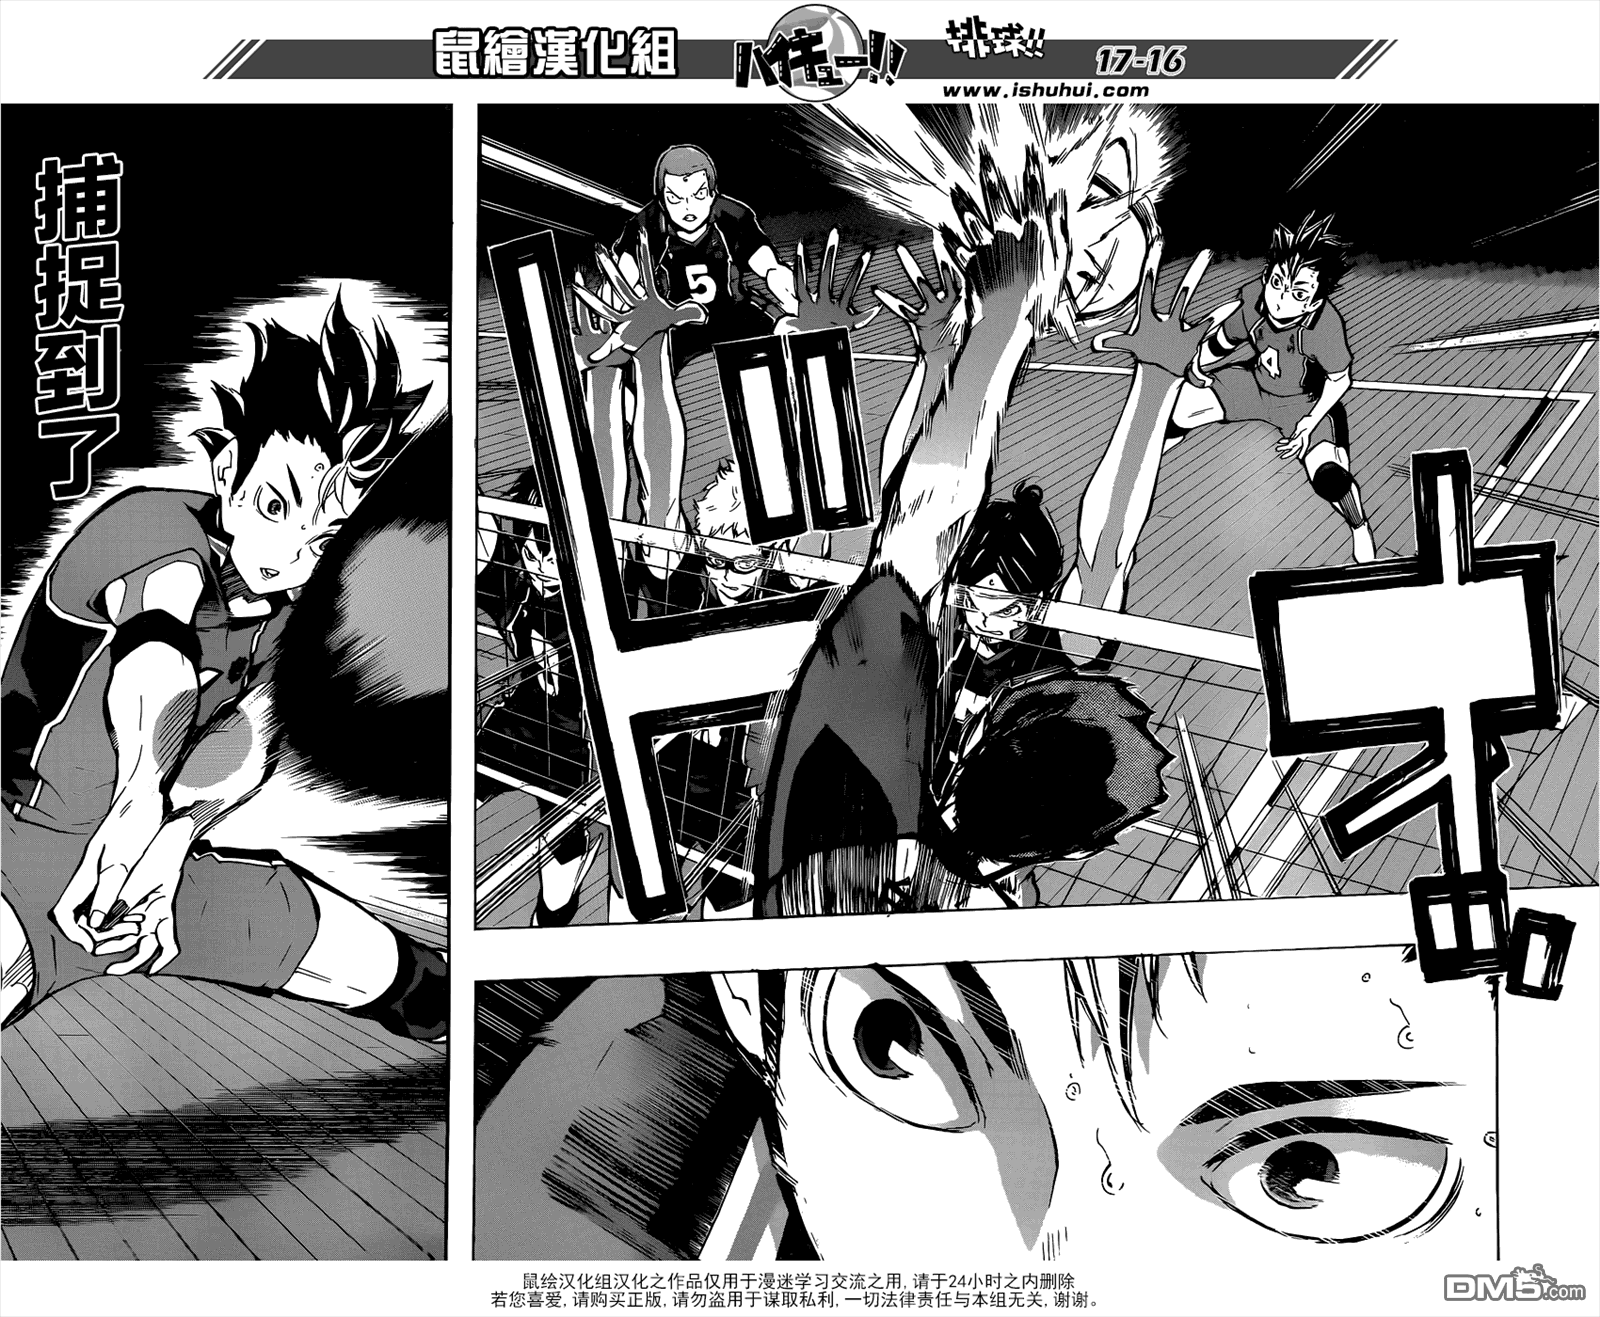 鼠繪漢化組
ハイキュー!!
排球!!
17-16
www.ishuhui.com
捕捉到了
5
4
ドゴ
鼠绘汉化组汉化之作品仅用于漫迷学习交流之用,请于24小时之内删除
若您喜爱,请购买正版,请勿盗用于谋取私利,一切法律责任与本组无关,谢谢。
DM5.com